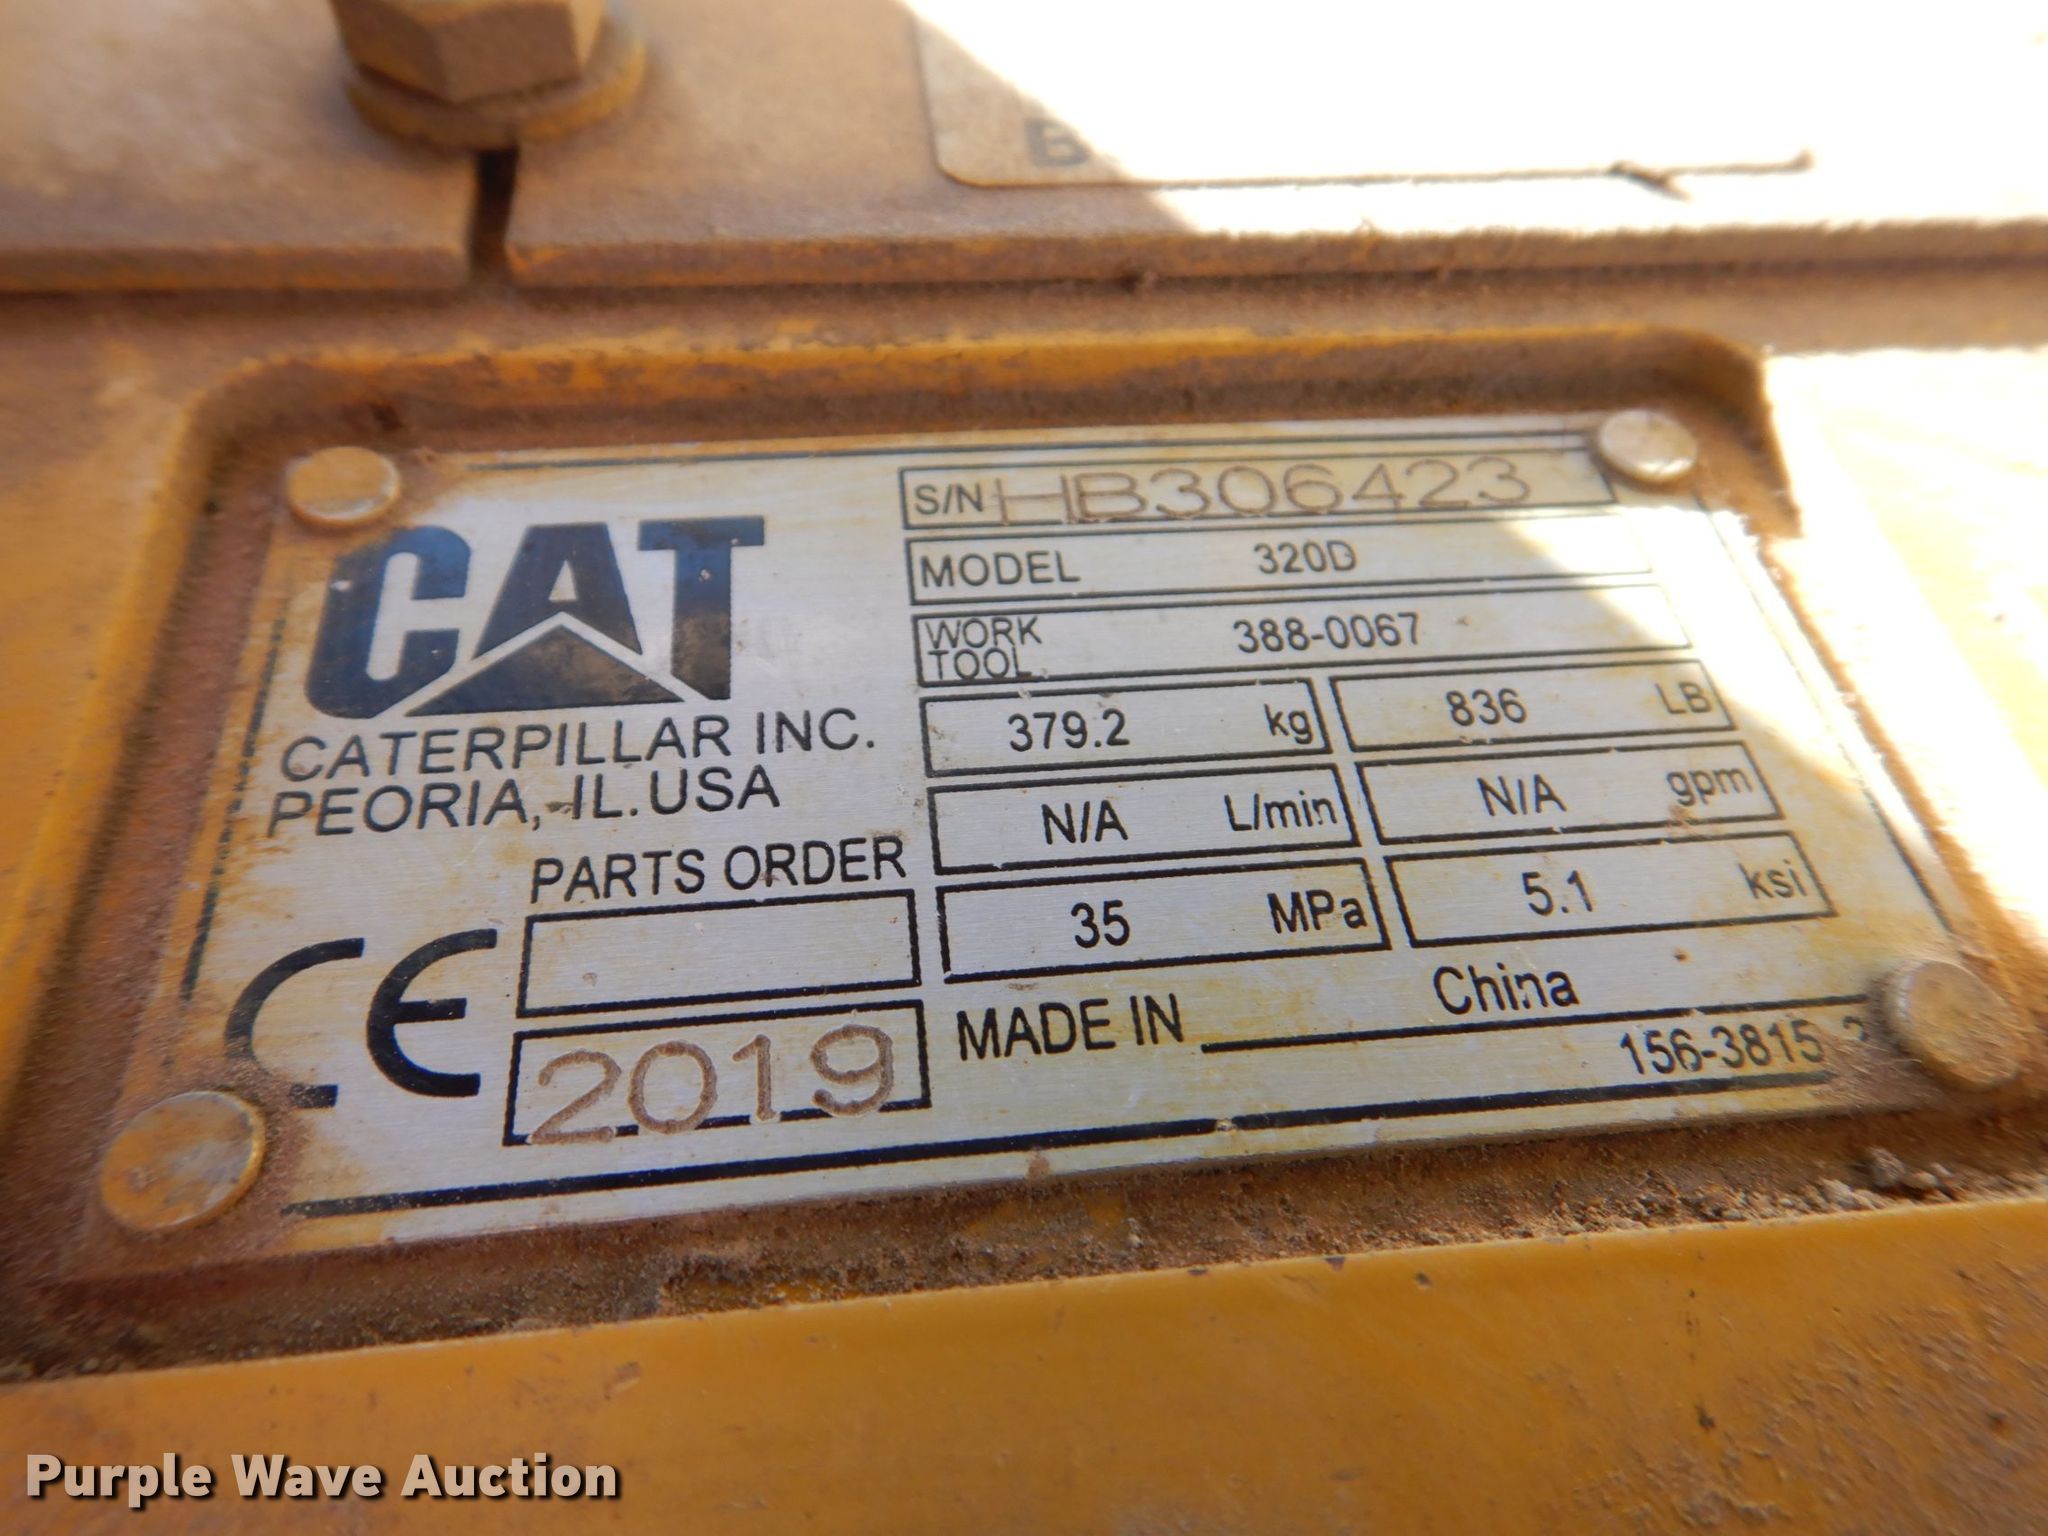 B
CAT
CATERPILLAR INC.
PEORIA, IL. USA
S/N HB306423
MODEL 320D
WORK TOOL 388-0067
379.2 kg 836 LB
N/A L/min N/A gpm
35 MPa 5.1 ksi
PARTS ORDER
CE
2019
MADE IN China
156-3815
Purple Wave Auction